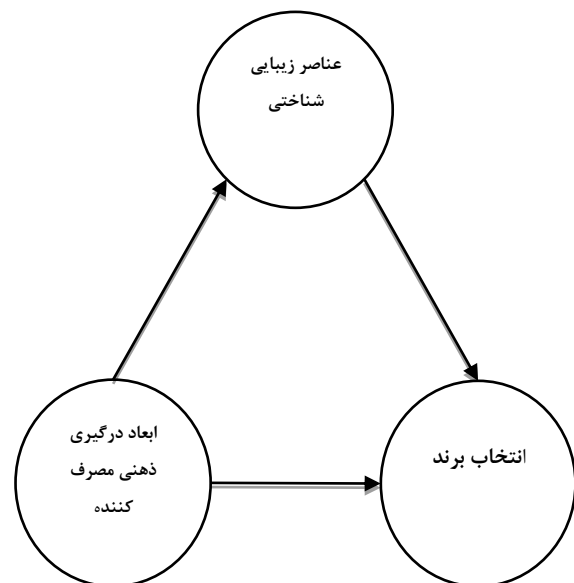 عناصر زیبایی
شناختی
ابعاد درگیری
ذهنی مصرف
کننده
انتخاب برند